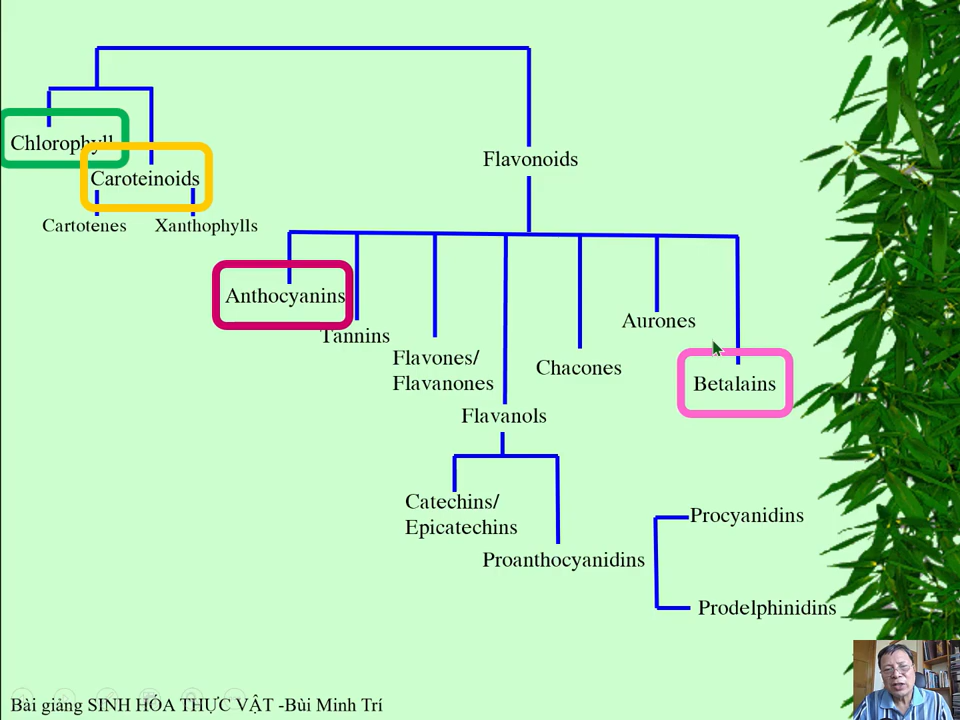 Chlorophyll
Flavonoids
Caroteinoids
Cartotenes
Xanthophylls
Anthocyanins
Tannins
Aurones
Flavones/
Flavanones
Chacones
Betalains
Flavanols
Catechins/
Epicatechins
Procyanidins
Proanthocyanidins
Prodelphinidins
Bài giảng SINH HÓA THỰC VẬT -Bùi Minh Trí